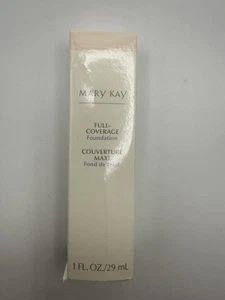 MARY KAY
FULL-
COVERAGE
Foundation
COUVERTURE
MAXI
Fond de teint
1 FL. OZ./29 mL